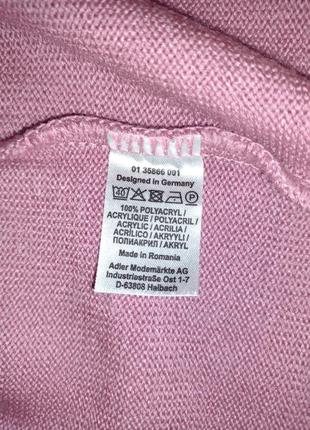 01 35866 001
Designed in Germany
40 P
100% POLYACRYL /
ACRYLIQUE / POLYACRIL /
ACRYLIC / ACRILIA /
ACRÍLICO / AKRYYLI /
ПОЛИАКРИЛ / AKRYL
Made in Romania
Adler Modemärkte AG
Industriestraße Ost 1-7
D-63808 Haibach